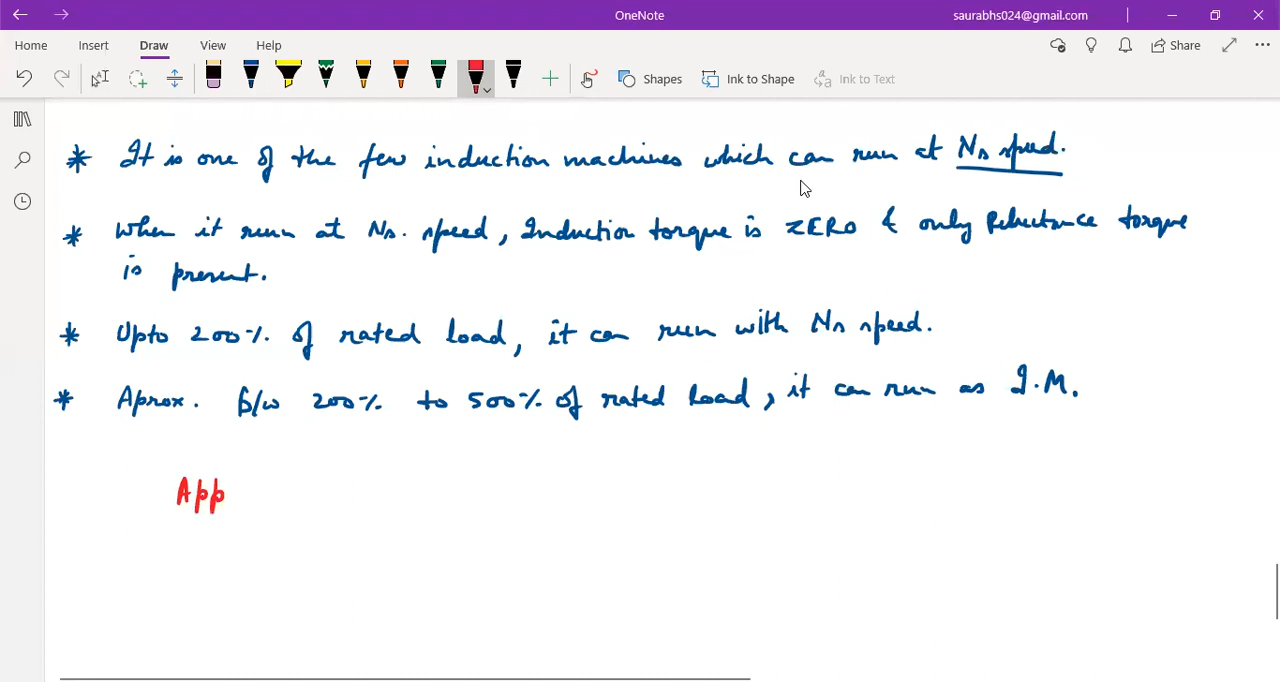 OneNote
saurabhs024@gmail.com
Home Insert Draw View Help
Share
Shapes Ink to Shape Ink to Text
* It is one of the few induction machines which can run at Ns speed.
* When it runs at Ns. speed, Induction torque is ZERO & only Reluctance torque
is present.
* Upto 200% of rated load, it can run with Ns speed.
* Aprox. b/w 200% to 500% of rated load, it can run as I.M.
App